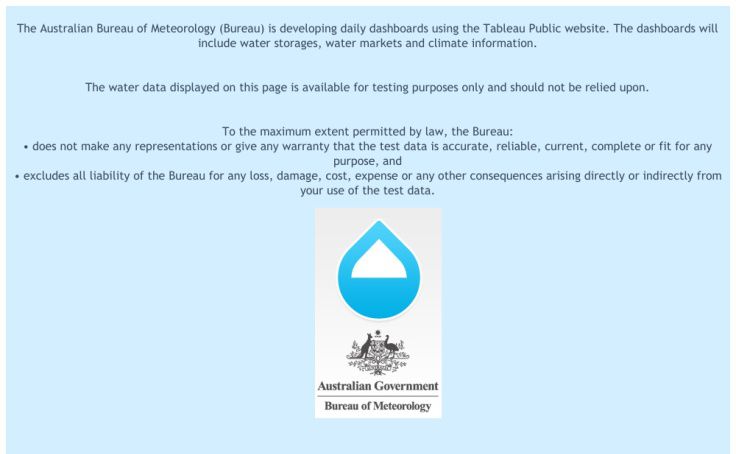 The Australian Bureau of Meteorology (Bureau) is developing daily dashboards using the Tableau Public website. The dashboards will
include water storages, water markets and climate information.
The water data displayed on this page is available for testing purposes only and should not be relied upon.
To the maximum extent permitted by law, the Bureau:
• does not make any representations or give any warranty that the test data is accurate, reliable, current, complete or fit for any
purpose, and
• excludes all liability of the Bureau for any loss, damage, cost, expense or any other consequences arising directly or indirectly from
your use of the test data.
Australian Government
Bureau of Meteorology